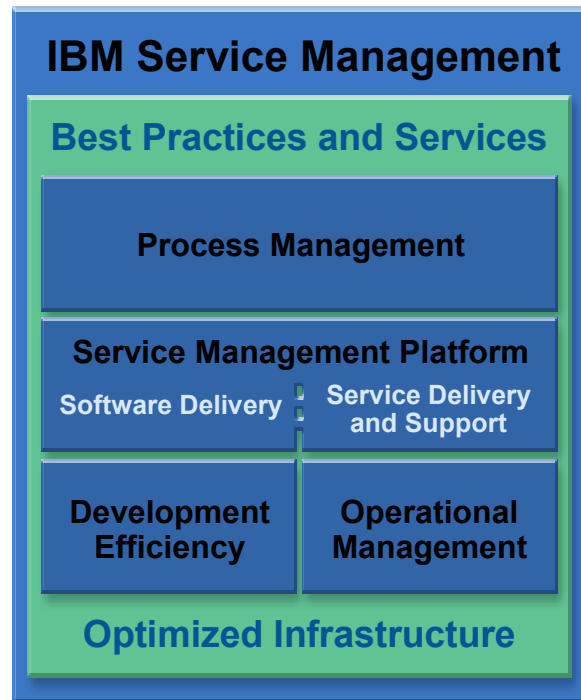 IBM Service Management
Best Practices and Services
Process Management
Service Management Platform
Software Delivery
Service Delivery
and Support
Development
Efficiency
Operational
Management
Optimized Infrastructure